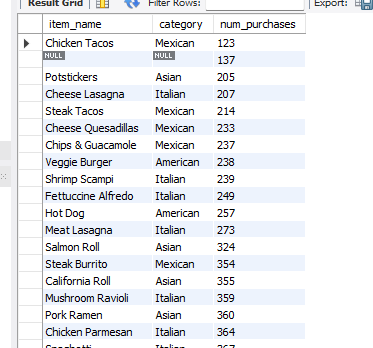 Result Grid Filter Rows: Export:
item_name category num_purchases
Chicken Tacos Mexican 123
NULL NULL 137
Potstickers Asian 205
Cheese Lasagna Italian 207
Steak Tacos Mexican 214
Cheese Quesadillas Mexican 233
Chips & Guacamole Mexican 237
Veggie Burger American 238
Shrimp Scampi Italian 239
Fettuccine Alfredo Italian 249
Hot Dog American 257
Meat Lasagna Italian 273
Salmon Roll Asian 324
Steak Burrito Mexican 354
California Roll Asian 355
Mushroom Ravioli Italian 359
Pork Ramen Asian 360
Chicken Parmesan Italian 364
Spaghetti Italian 367